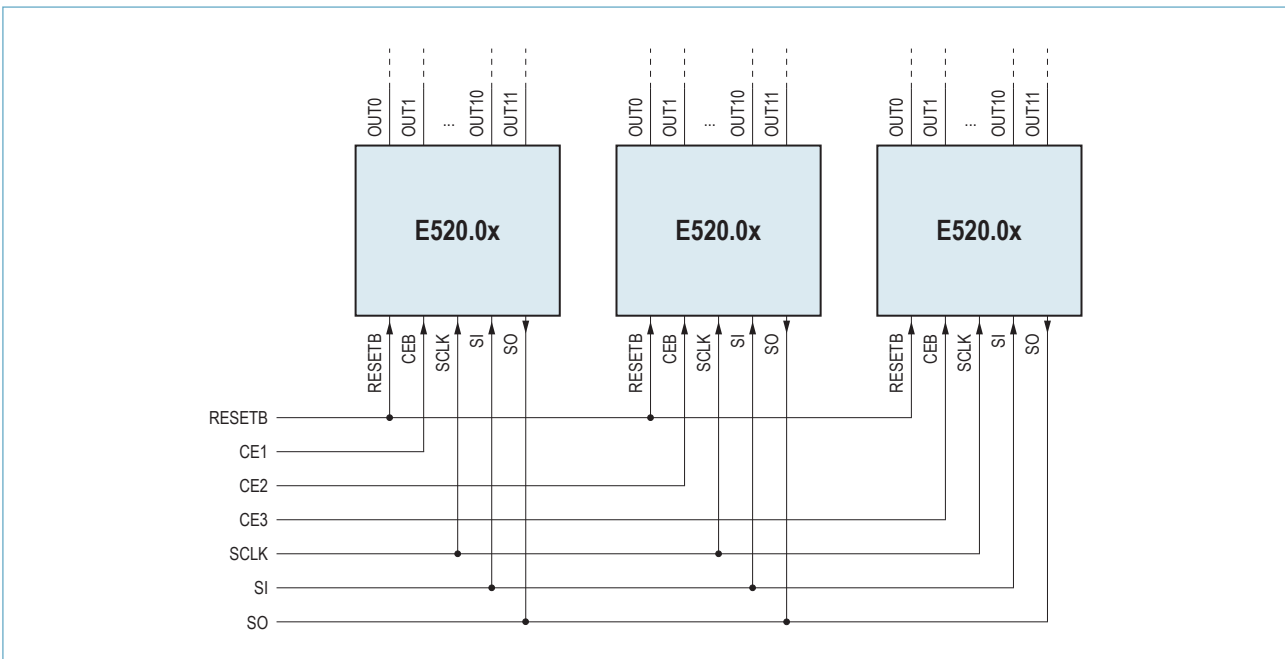 OUT0 OUT1 ... OUT10 OUT11 OUT0 OUT1 ... OUT10 OUT11 OUT0 OUT1 ... OUT10 OUT11
E520.0x E520.0x E520.0x
RESETB CEB SCLK SI SO RESETB CEB SCLK SI SO RESETB CEB SCLK SI SO
RESETB
CE1
CE2
CE3
SCLK
SI
SO